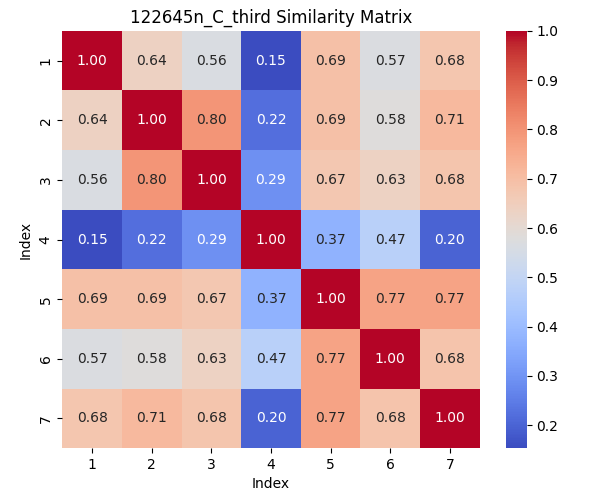 122645n_C_third Similarity Matrix
1 1.00 0.64 0.56 0.15 0.69 0.57 0.68
2 0.64 1.00 0.80 0.22 0.69 0.58 0.71
3 0.56 0.80 1.00 0.29 0.67 0.63 0.68
4 0.15 0.22 0.29 1.00 0.37 0.47 0.20
5 0.69 0.69 0.67 0.37 1.00 0.77 0.77
6 0.57 0.58 0.63 0.47 0.77 1.00 0.68
7 0.68 0.71 0.68 0.20 0.77 0.68 1.00
1 2 3 4 5 6 7
Index
Index
1.0
0.9
0.8
0.7
0.6
0.5
0.4
0.3
0.2